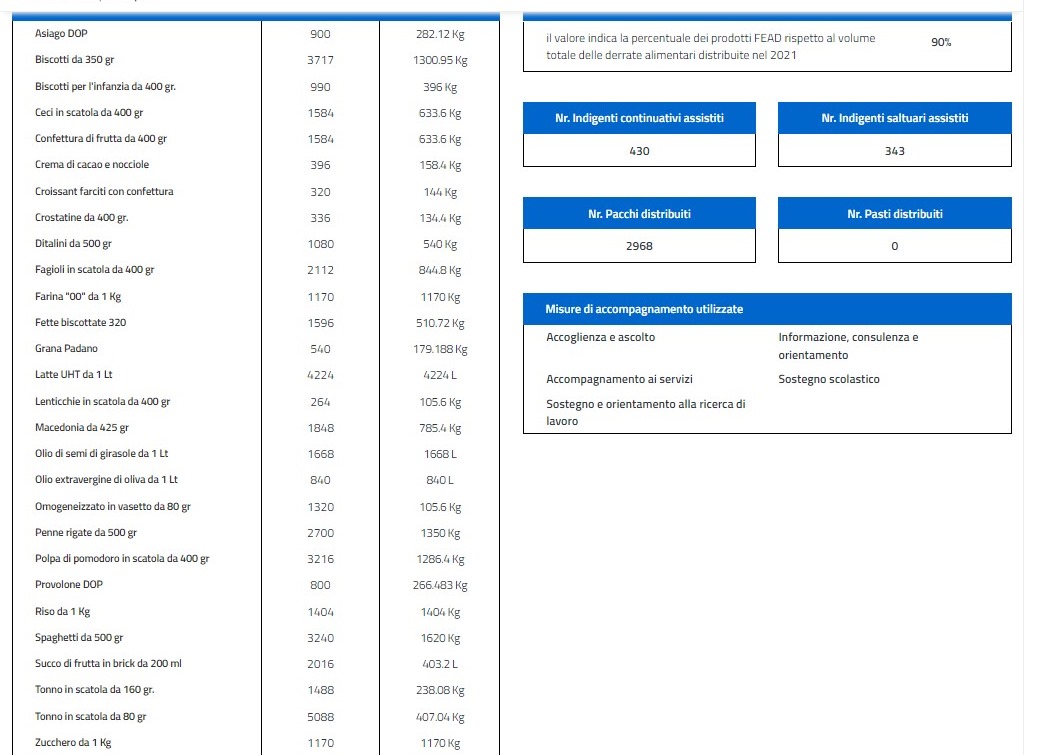 Asiago DOP 900 282.12 Kg
Biscotti da 350 gr 3717 1300.95 Kg
Biscotti per l'infanzia da 400 gr. 990 396 Kg
Ceci in scatola da 400 gr 1584 633.6 Kg
Confettura di frutta da 400 gr 1584 633.6 Kg
Crema di cacao e nocciole 396 158.4 Kg
Croissant farciti con confettura 320 144 Kg
Crostatine da 400 gr. 336 134.4 Kg
Ditalini da 500 gr 1080 540 Kg
Fagioli in scatola da 400 gr 2112 844.8 Kg
Farina "00" da 1 Kg 1170 1170 Kg
Fette biscottate 320 1596 510.72 Kg
Grana Padano 540 179.188 Kg
Latte UHT da 1 Lt 4224 4224 L
Lenticchie in scatola da 400 gr 264 105.6 Kg
Macedonia da 425 gr 1848 785.4 Kg
Olio di semi di girasole da 1 Lt 1668 1668 L
Olio extravergine di oliva da 1 Lt 840 840 L
Omogeneizzato in vasetto da 80 gr 1320 105.6 Kg
Penne rigate da 500 gr 2700 1350 Kg
Polpa di pomodoro in scatola da 400 gr 3216 1286.4 Kg
Provolone DOP 800 266.483 Kg
Riso da 1 Kg 1404 1404 Kg
Spaghetti da 500 gr 3240 1620 Kg
Succo di frutta in brick da 200 ml 2016 403.2 L
Tonno in scatola da 160 gr. 1488 238.08 Kg
Tonno in scatola da 80 gr 5088 407.04 Kg
Zucchero da 1 Kg 1170 1170 Kg
il valore indica la percentuale dei prodotti FEAD rispetto al volume
totale delle derrate alimentari distribuite nel 2021
90%
Nr. Indigenti continuativi assistiti
430
Nr. Indigenti saltuari assistiti
343
Nr. Pacchi distribuiti
2968
Nr. Pasti distribuiti
0
Misure di accompagnamento utilizzate
Accoglienza e ascolto
Informazione, consulenza e
orientamento
Accompagnamento ai servizi
Sostegno scolastico
Sostegno e orientamento alla ricerca di
lavoro